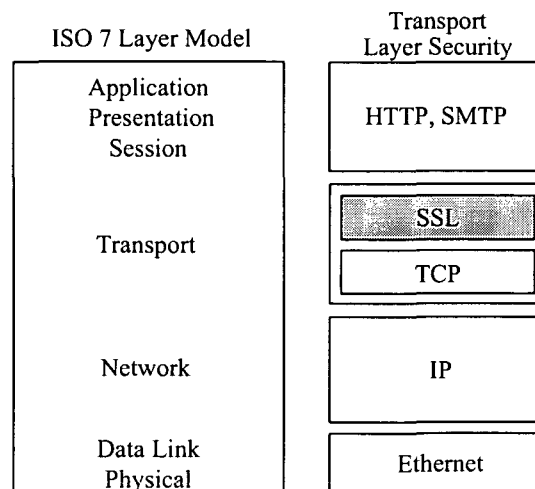 ISO 7 Layer Model
Application
Presentation
Session
Transport
Network
Data Link
Physical
Transport
Layer Security
HTTP, SMTP
SSL
TCP
IP
Ethernet